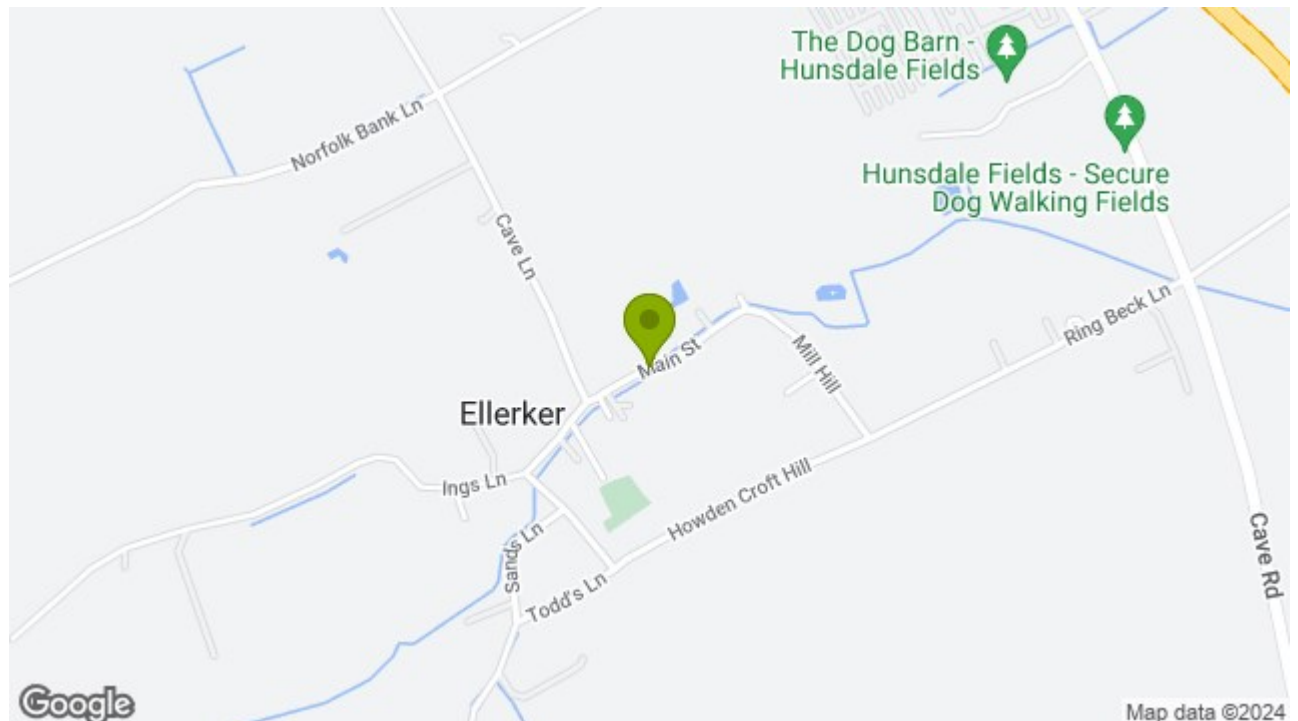 The Dog Barn -
Hunsdale Fields
Norfolk Bank Ln
Hunsdale Fields - Secure
Dog Walking Fields
Cave Ln
Ring Beck Ln
Main St
Mill Hill
Ellerker
Ings Ln
Howden Croft Hill
Sands Ln
Todd's Ln
Cave Rd
Google
Map data ©2024